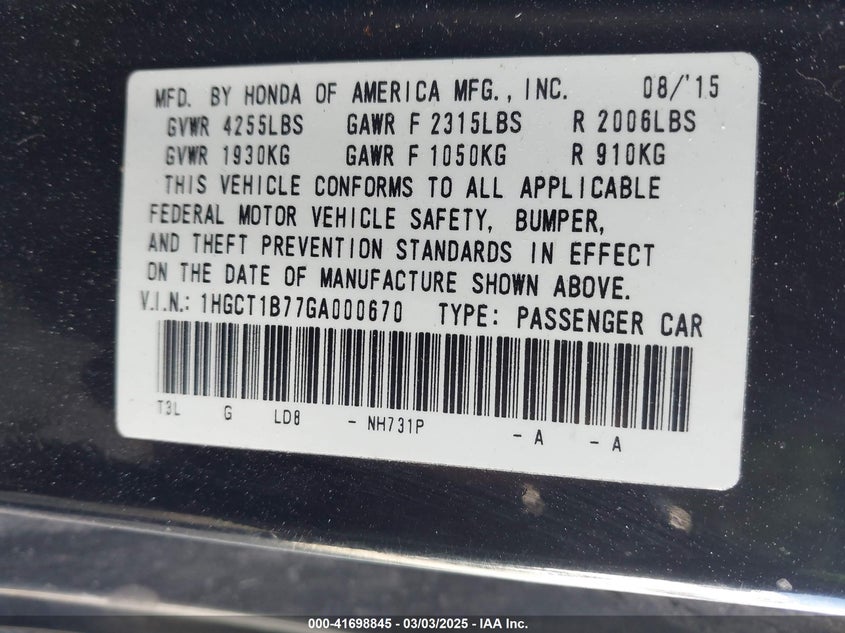 MFD. BY HONDA OF AMERICA MFG., INC. 08/'15
GVWR 4255LBS GAWR F 2315LBS R 2006LBS
GVWR 1930KG GAWR F 1050KG R 910KG
THIS VEHICLE CONFORMS TO ALL APPLICABLE
FEDERAL MOTOR VEHICLE SAFETY, BUMPER,
AND THEFT PREVENTION STANDARDS IN EFFECT
ON THE DATE OF MANUFACTURE SHOWN ABOVE.
V.I.N.: 1HGCT1B77GA000670 TYPE: PASSENGER CAR
T3L G LD8 - NH731P - A - A
000-41698845 - 03/03/2025 - IAA Inc.